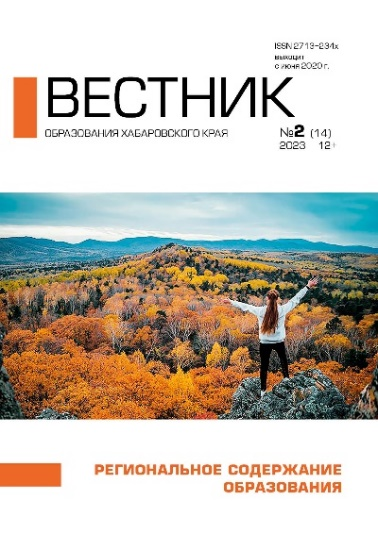 ISSN 2713-234x
выходит
с июня 2020 г.
ВЕСТНИК
ОБРАЗОВАНИЯ ХАБАРОВСКОГО КРАЯ
№2 (14)
2023 12+
РЕГИОНАЛЬНОЕ СОДЕРЖАНИЕ
ОБРАЗОВАНИЯ